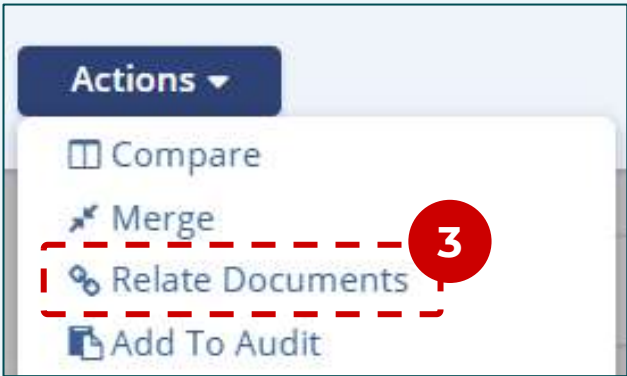 Actions
Compare
Merge
3
Relate Documents
Add To Audit